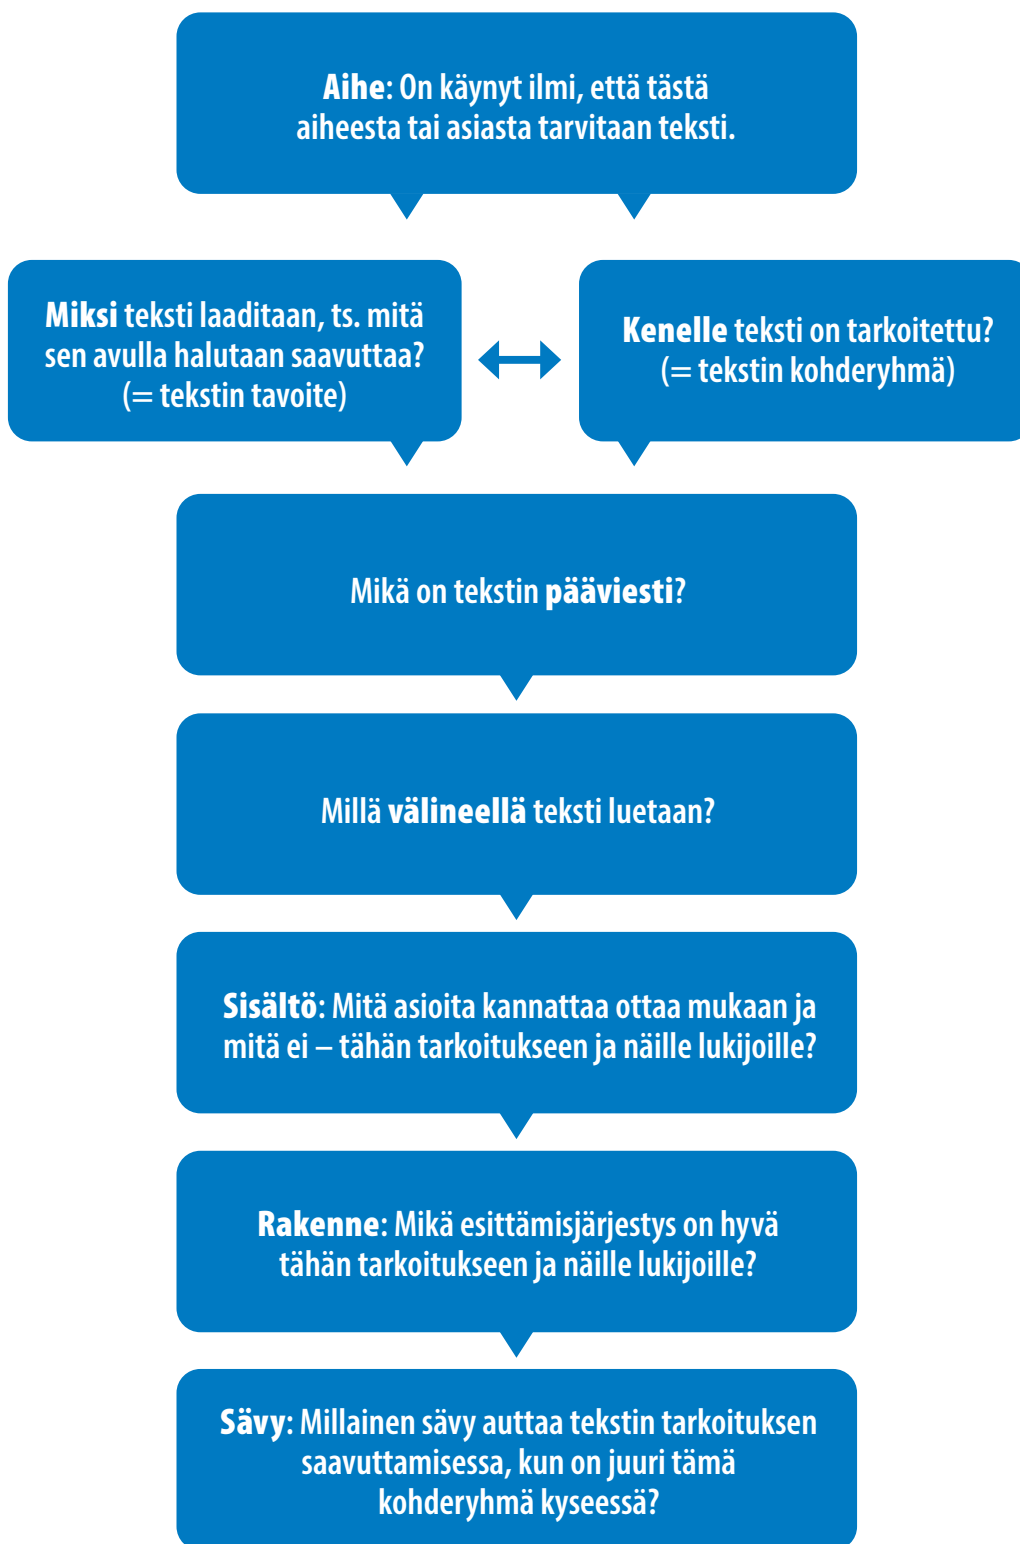 Aihe: On käynyt ilmi, että tästä
aiheesta tai asiasta tarvitaan teksti.
Miksi teksti laaditaan, ts. mitä
sen avulla halutaan saavuttaa?
(= tekstin tavoite)
Kenelle teksti on tarkoitettu?
(= tekstin kohderyhmä)
Mikä on tekstin pääviesti?
Millä välineellä teksti luetaan?
Sisältö: Mitä asioita kannattaa ottaa mukaan ja
mitä ei – tähän tarkoitukseen ja näille lukijoille?
Rakenne: Mikä esittämisjärjestys on hyvä
tähän tarkoitukseen ja näille lukijoille?
Sävy: Millainen sävy auttaa tekstin tarkoituksen
saavuttamisessa, kun on juuri tämä
kohderyhmä kyseessä?